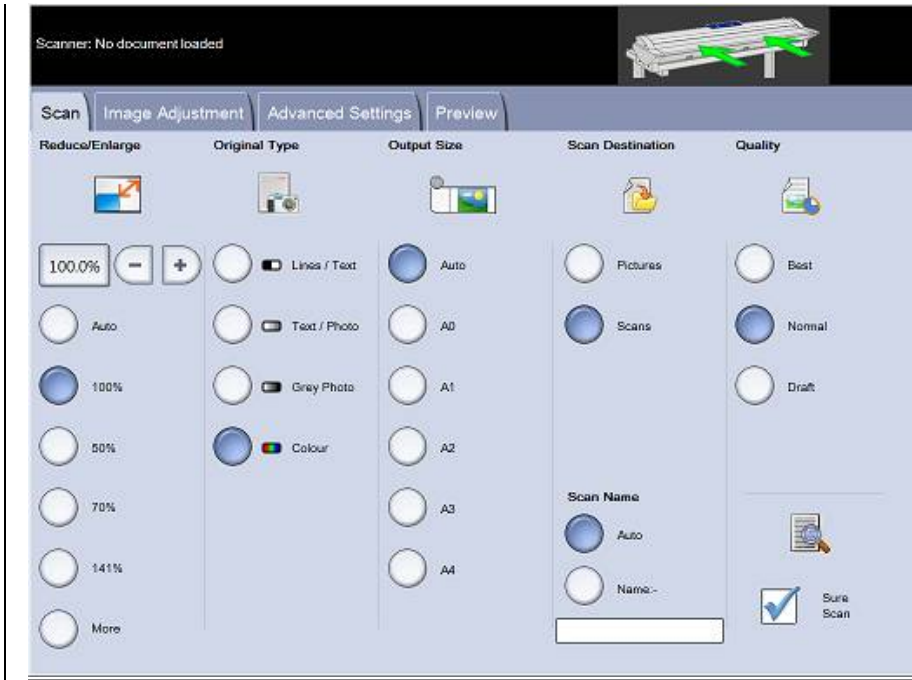 Scanner: No document loaded
Scan
Image Adjustment
Advanced Settings
Preview
Reduce/Enlarge
100.0%
-
+
Auto
100%
50%
70%
141%
More
Original Type
Lines / Text
Text / Photo
Grey Photo
Colour
Output Size
Auto
A0
A1
A2
A3
A4
Scan Destination
Pictures
Scans
Scan Name
Auto
Name:-
Quality
Best
Normal
Draft
Sure
Scan